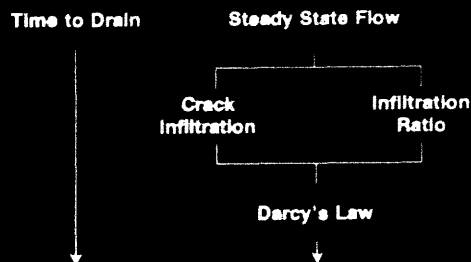 Time to Drain
Steady State Flow
Crack
Infiltration
Infiltration
Ratio
Darcy's Law